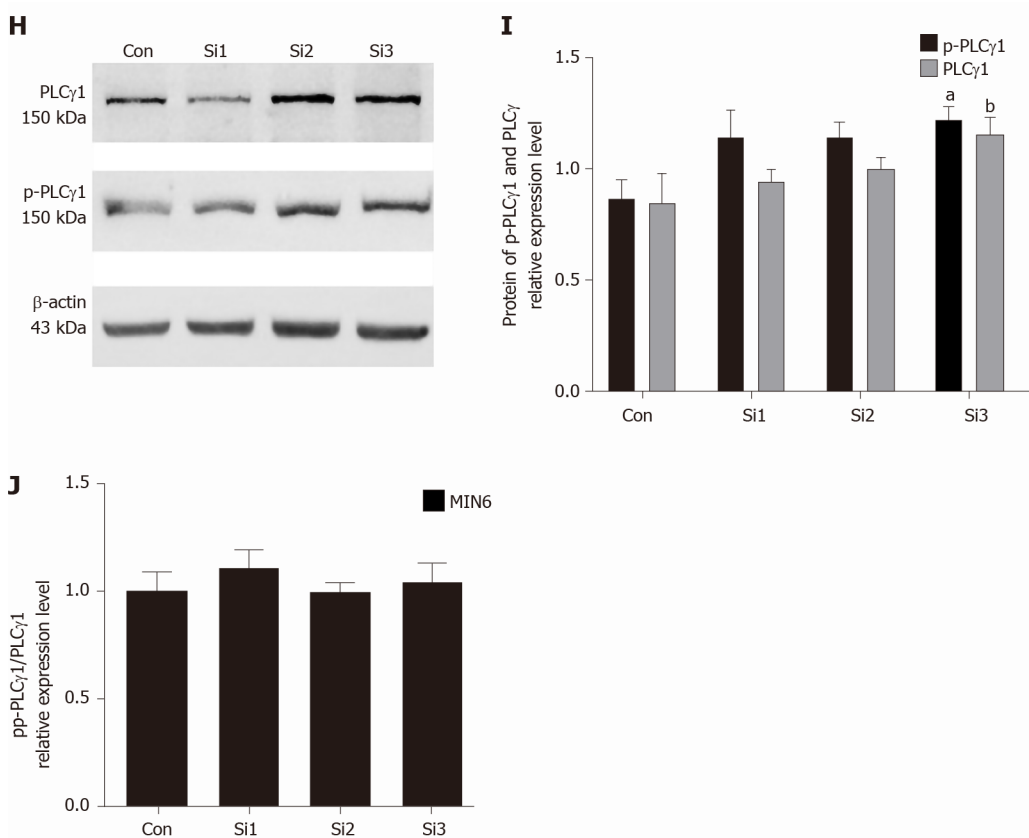 H
Con Si1 Si2 Si3
PLCγ1
150 kDa
p-PLCγ1
150 kDa
β-actin
43 kDa
I
p-PLCγ1
PLCγ1
Protein of p-PLCγ1 and PLCγ
relative expression level
1.5
1.0
0.5
0.0
a
b
Con Si1 Si2 Si3
J
MIN6
pp-PLCγ1/PLCγ1
relative expression level
1.5
1.0
0.5
0.0
Con Si1 Si2 Si3